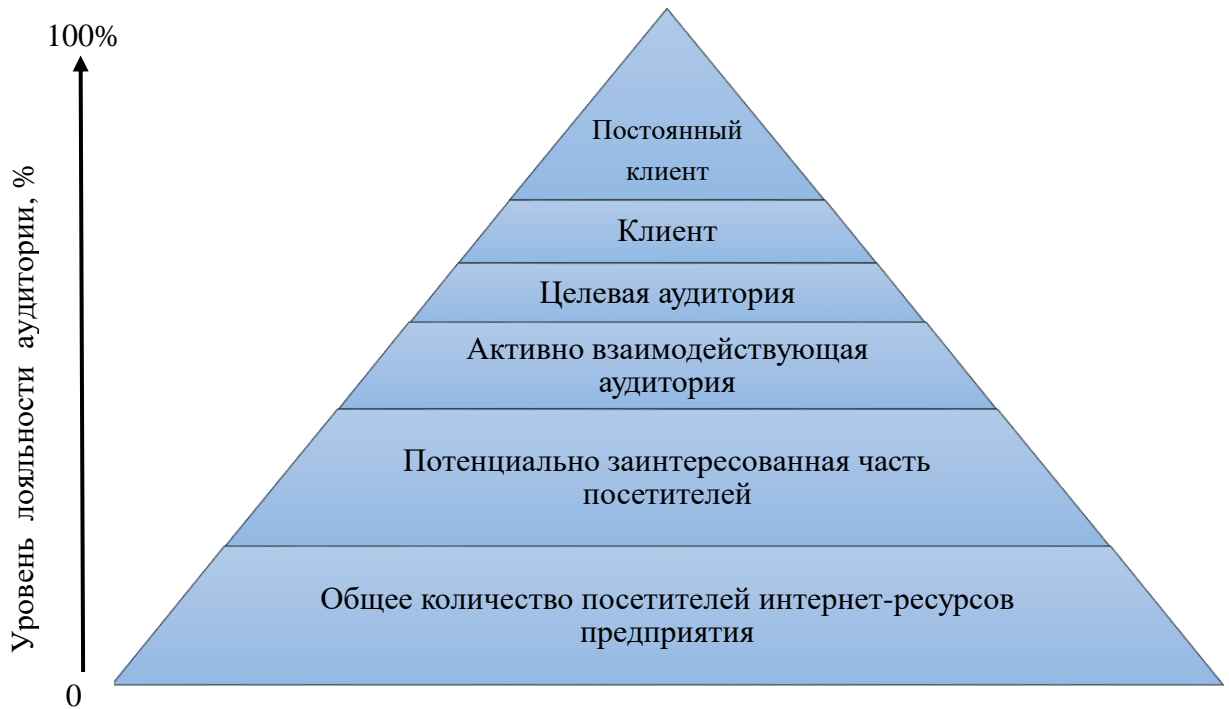 100%
Уровень лояльности аудитории, %
0
Постоянный
клиент
Клиент
Целевая аудитория
Активно взаимодействующая
аудитория
Потенциально заинтересованная часть
посетителей
Общее количество посетителей интернет-ресурсов
предприятия